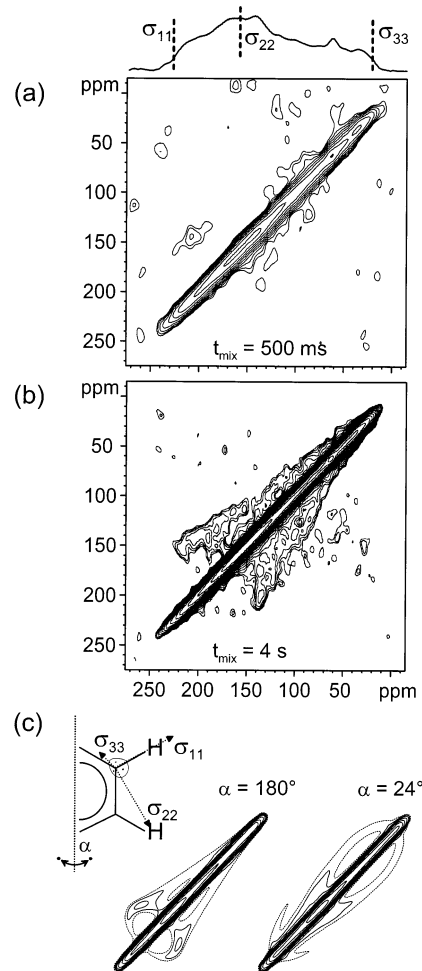 σ11
σ22
σ33
(a)
ppm
50
100
150
200
250
tmix = 500 ms
(b)
ppm
50
100
150
200
250
tmix = 4 s
250 200 150 100 50 ppm
(c)
σ33
H
σ11
σ22
H
α
α = 180°
α = 24°